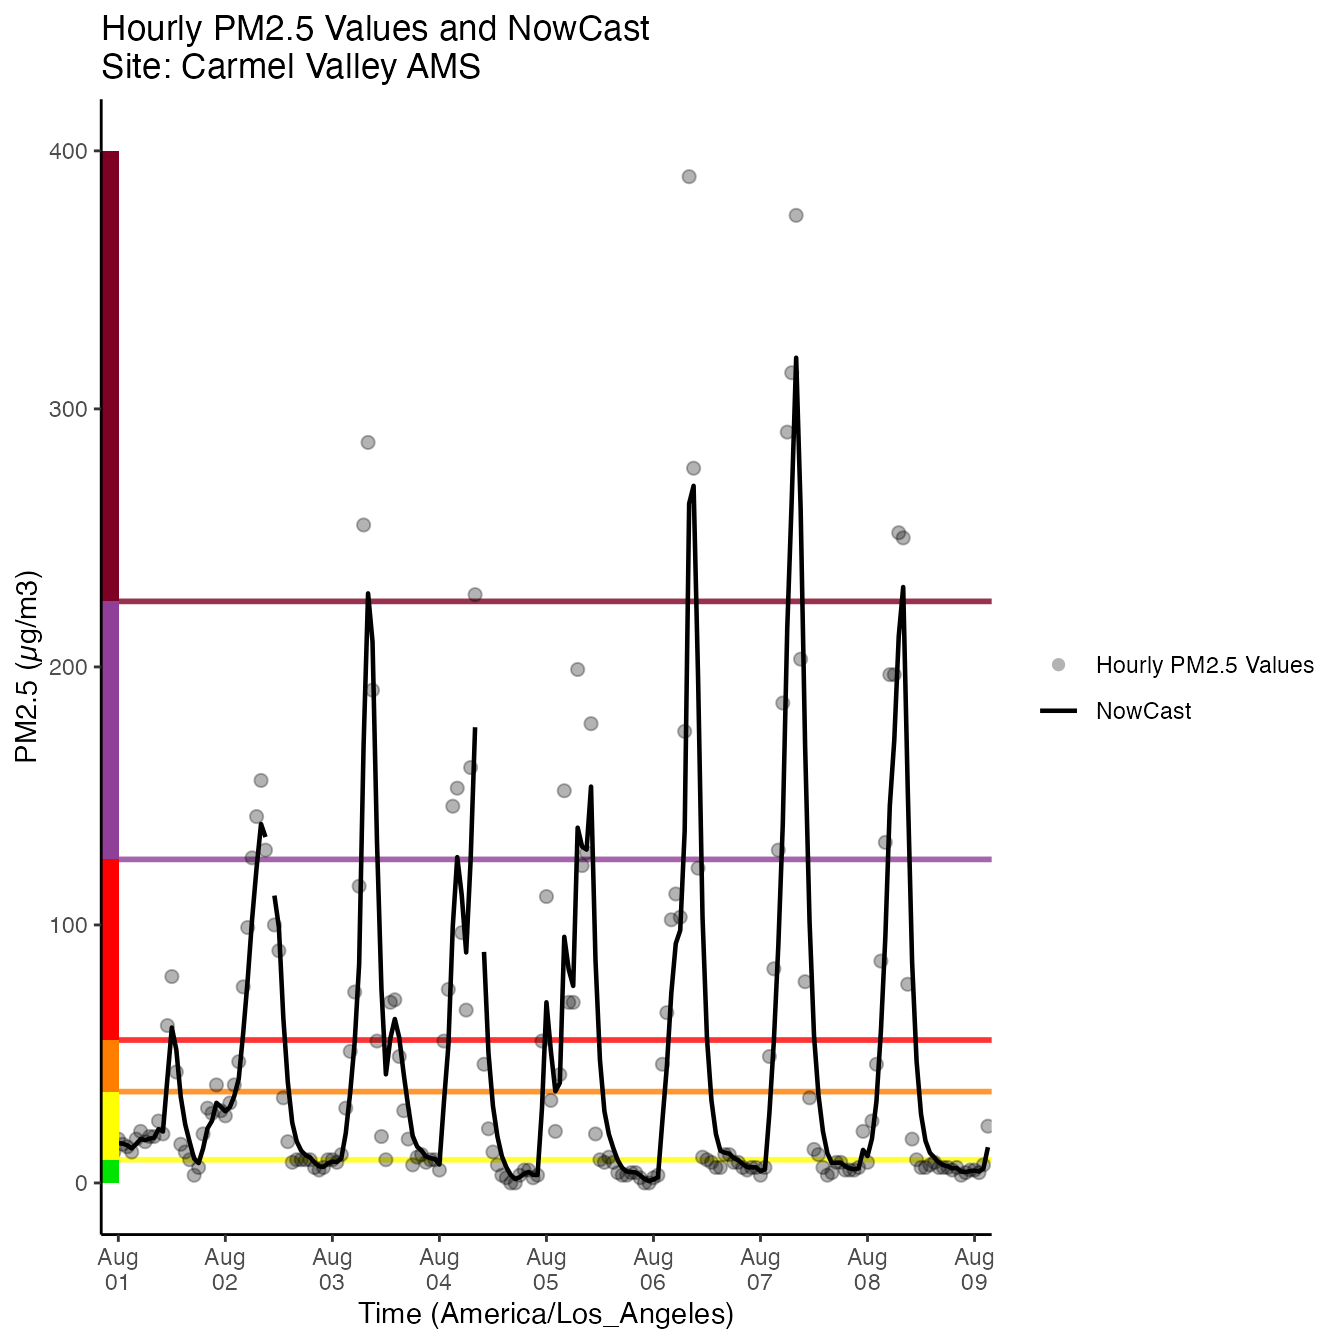 Hourly PM2.5 Values and NowCast
Site: Carmel Valley AMS
PM2.5 (µg/m3)
400
300
200
100
0
Aug 01
Aug 02
Aug 03
Aug 04
Aug 05
Aug 06
Aug 07
Aug 08
Aug 09
Time (America/Los_Angeles)
Hourly PM2.5 Values
NowCast